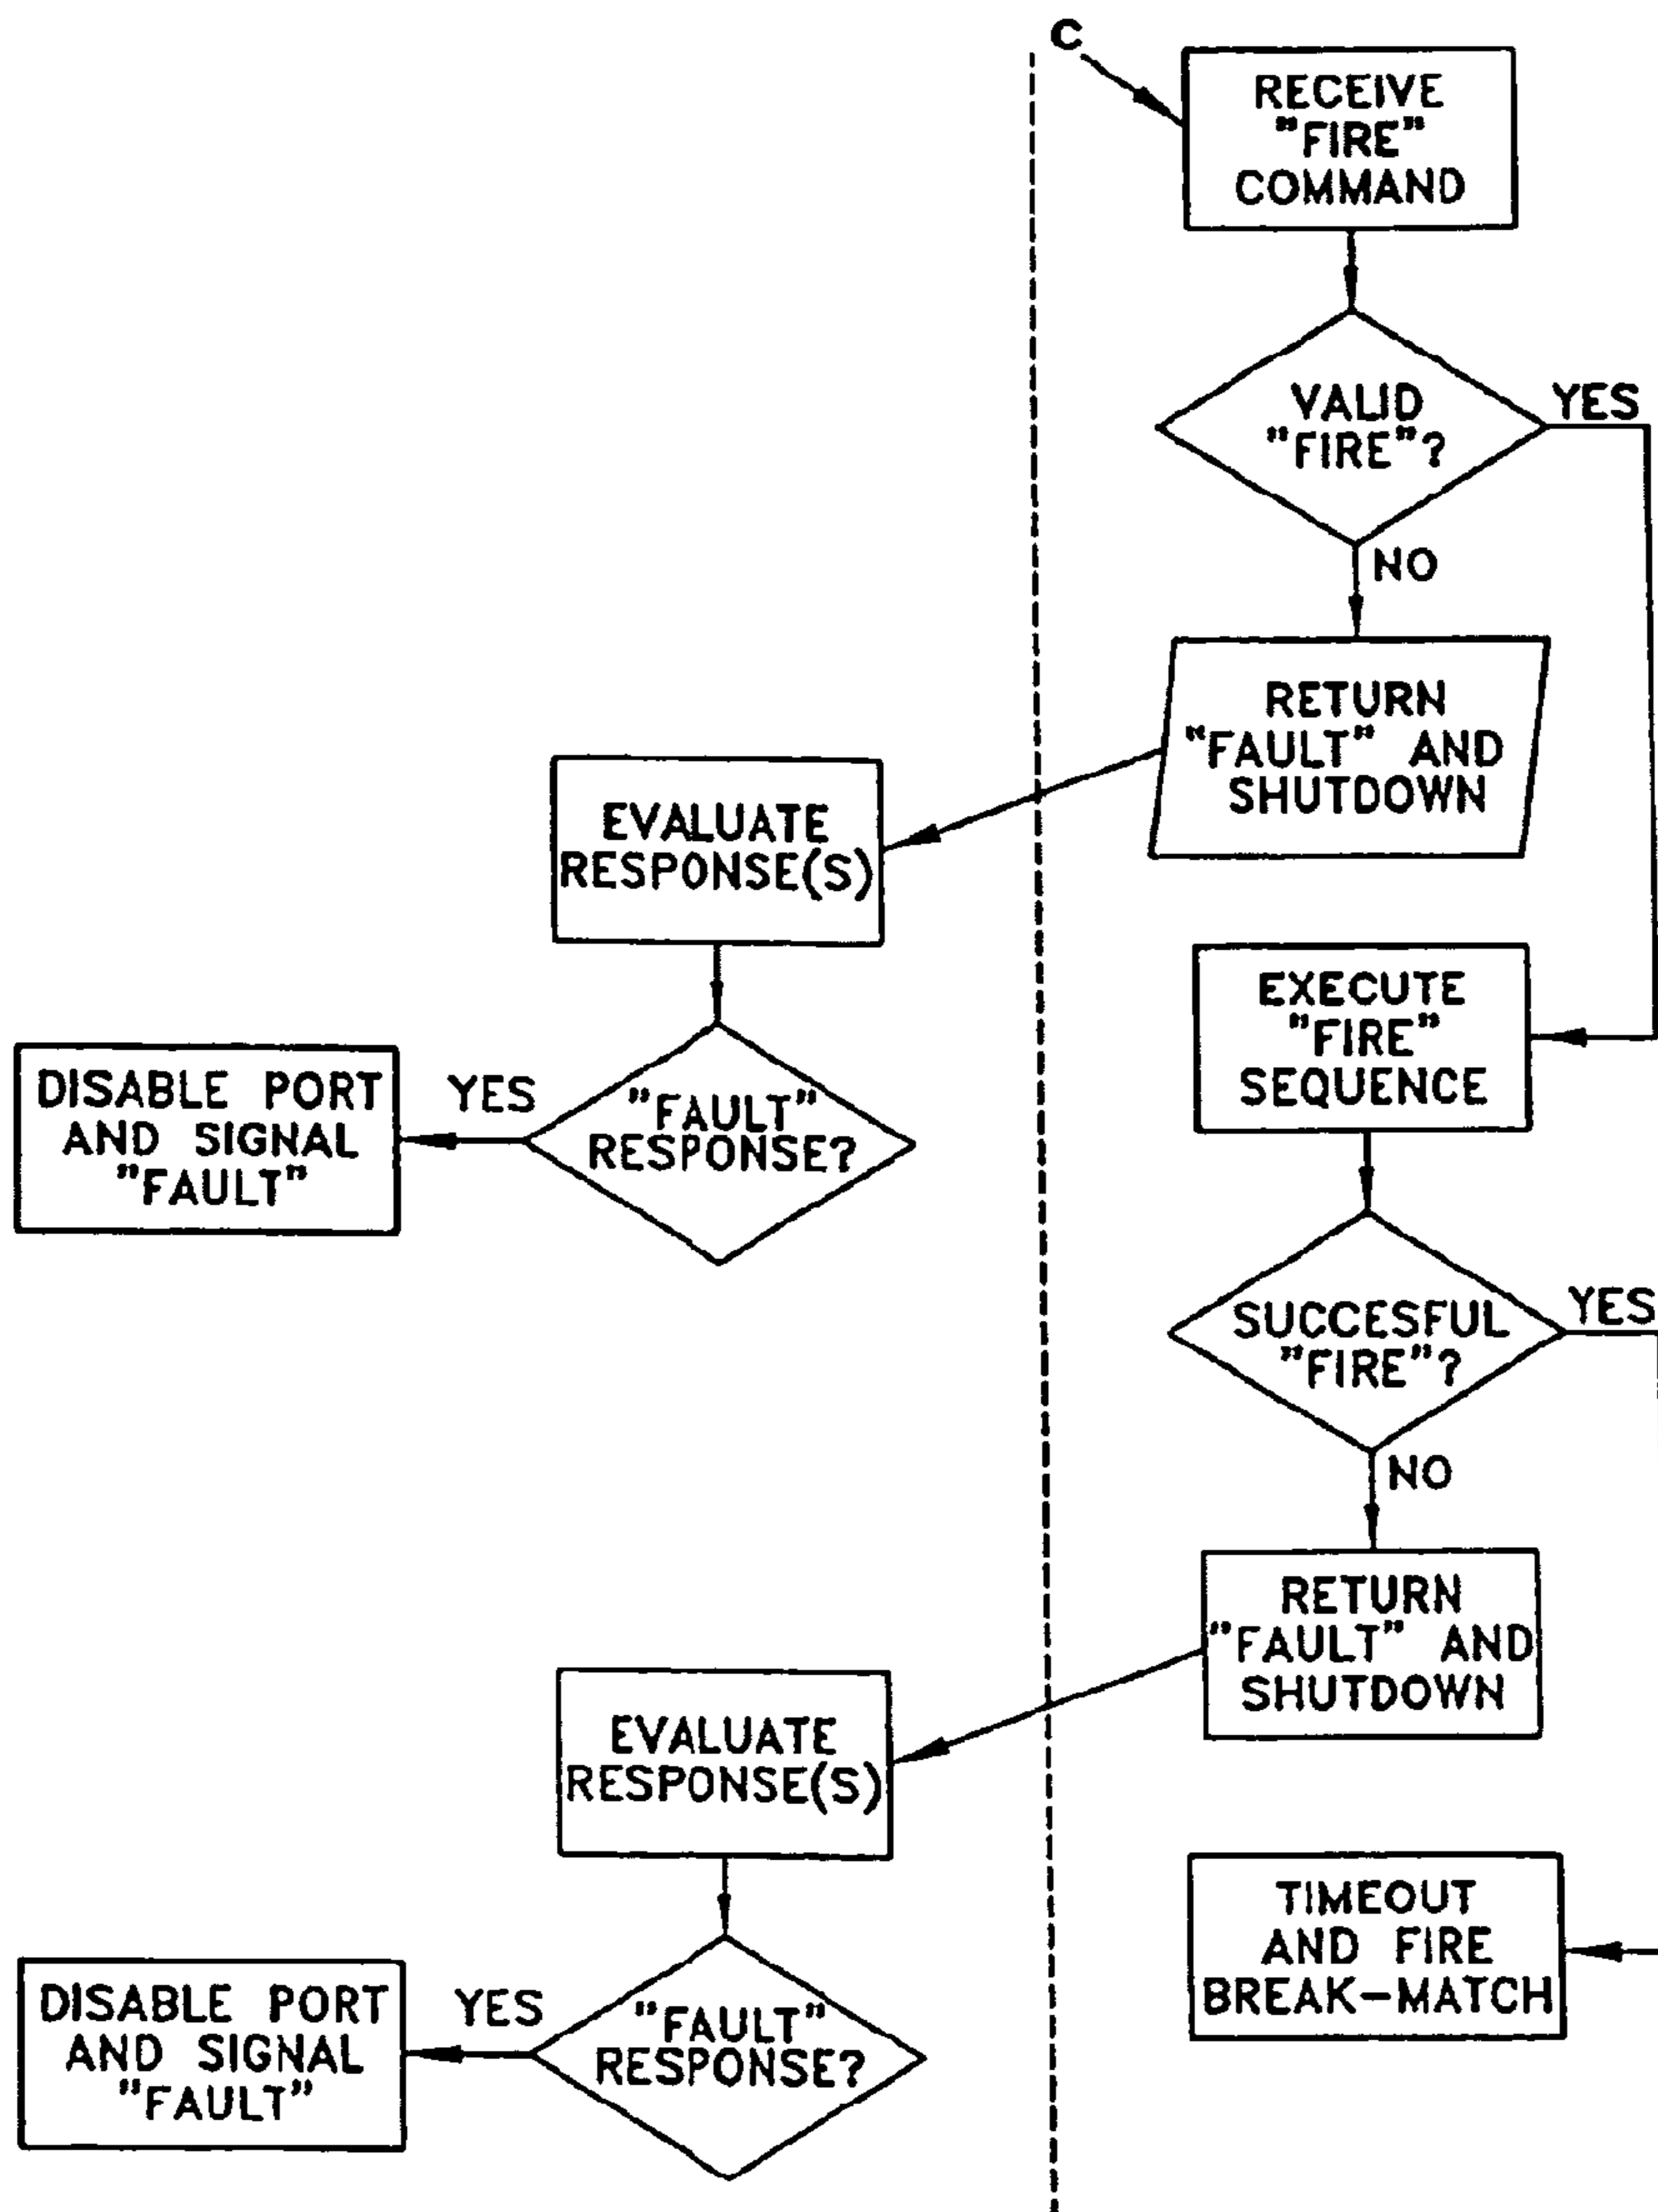 C
RECEIVE
"FIRE"
COMMAND
VALID
"FIRE"?
YES
NO
RETURN
"FAULT" AND
SHUTDOWN
EVALUATE
RESPONSE(S)
"FAULT"
RESPONSE?
YES
DISABLE PORT
AND SIGNAL
"FAULT"
EXECUTE
"FIRE"
SEQUENCE
SUCCESFUL
"FIRE"?
YES
NO
RETURN
"FAULT" AND
SHUTDOWN
EVALUATE
RESPONSE(S)
"FAULT"
RESPONSE?
YES
DISABLE PORT
AND SIGNAL
"FAULT"
TIMEOUT
AND FIRE
BREAK-MATCH